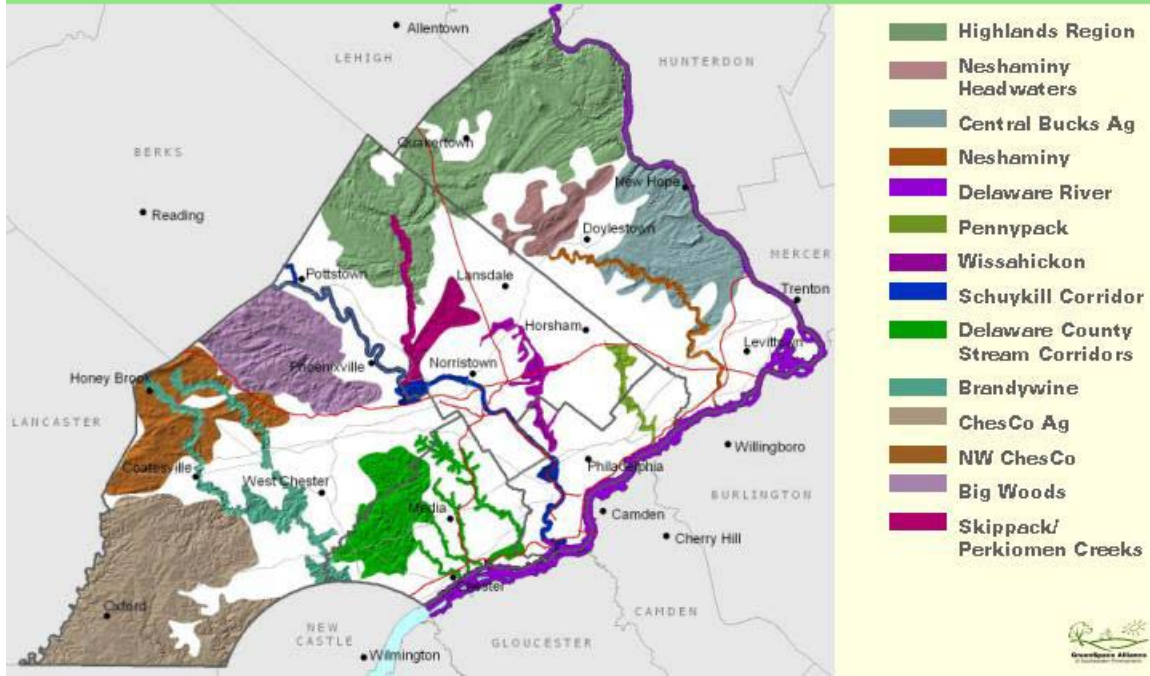 Allentown
LEHIGH
HUNTERDON
Quakertown
BERKS
New Hope
Reading
Doylestown
MERCER
Pottstown
Lansdale
Trenton
Horsham
Levittown
Phoenixville
Norristown
Honey Brook
LANCASTER
Willingboro
Coatesville
Philadelphia
West Chester
BURLINGTON
Media
Camden
Cherry Hill
Chester
Oxford
CAMDEN
NEW
CASTLE
GLOUCESTER
Wilmington
Highlands Region
Neshaminy
Headwaters
Central Bucks Ag
Neshaminy
Delaware River
Pennypack
Wissahickon
Schuykill Corridor
Delaware County
Stream Corridors
Brandywine
ChesCo Ag
NW ChesCo
Big Woods
Skippack/
Perkiomen Creeks
GreenSpace Alliance